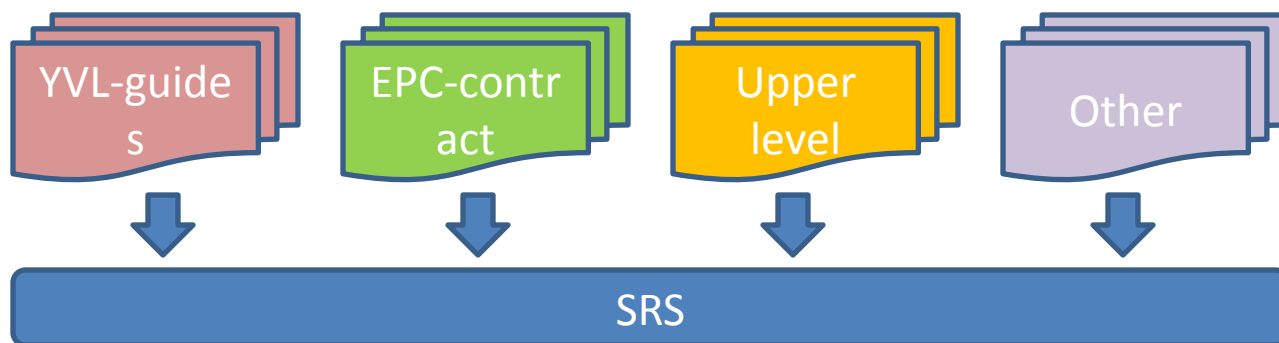 YVL-guide
s
EPC-contr
act
Upper
level
Other
SRS